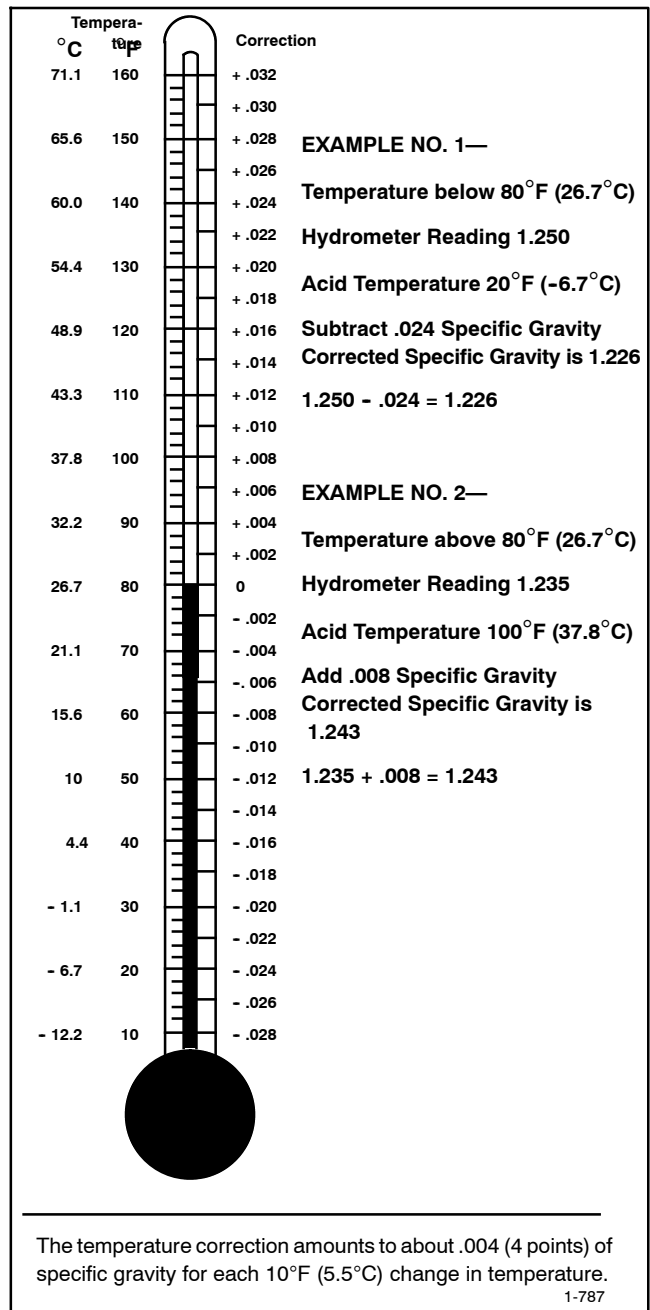 Tempera-
ture
°C °F Correction
71.1 160 + .032
+ .030
65.6 150 + .028
+ .026
60.0 140 + .024
+ .022
54.4 130 + .020
+ .018
48.9 120 + .016
+ .014
43.3 110 + .012
+ .010
37.8 100 + .008
+ .006
32.2 90 + .004
+ .002
26.7 80 0
- .002
21.1 70 - .004
-. 006
15.6 60 - .008
- .010
10 50 - .012
- .014
4.4 40 - .016
- .018
- 1.1 30 - .020
- .022
- 6.7 20 - .024
- .026
- 12.2 10 - .028
EXAMPLE NO. 1—
Temperature below 80°F (26.7°C)
Hydrometer Reading 1.250
Acid Temperature 20°F (-6.7°C)
Subtract .024 Specific Gravity
Corrected Specific Gravity is 1.226
1.250 - .024 = 1.226
EXAMPLE NO. 2—
Temperature above 80°F (26.7°C)
Hydrometer Reading 1.235
Acid Temperature 100°F (37.8°C)
Add .008 Specific Gravity
Corrected Specific Gravity is
1.243
1.235 + .008 = 1.243
The temperature correction amounts to about .004 (4 points) of
specific gravity for each 10°F (5.5°C) change in temperature.
1-787